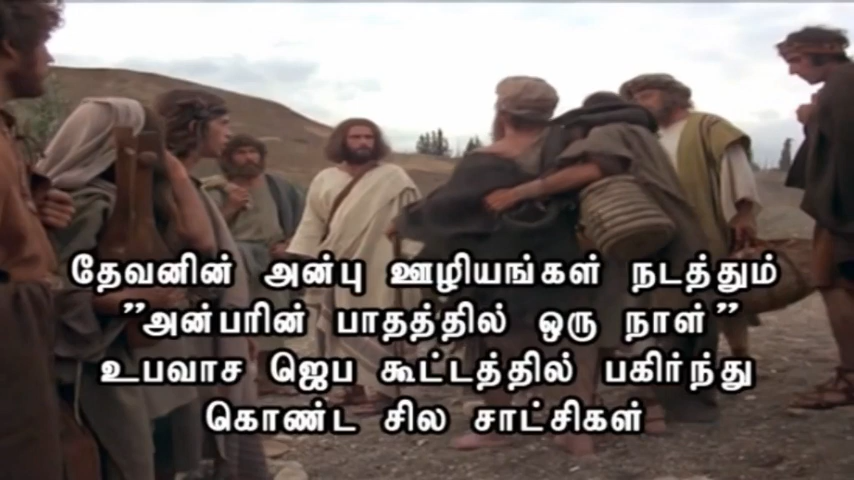 தேவனின் அன்பு ஊழியங்கள் நடத்தும்
"அன்பரின் பாதத்தில் ஒரு நாள்"
உபவாச ஜெப கூட்டத்தில் பகிர்ந்து
கொண்ட சில சாட்சிகள்